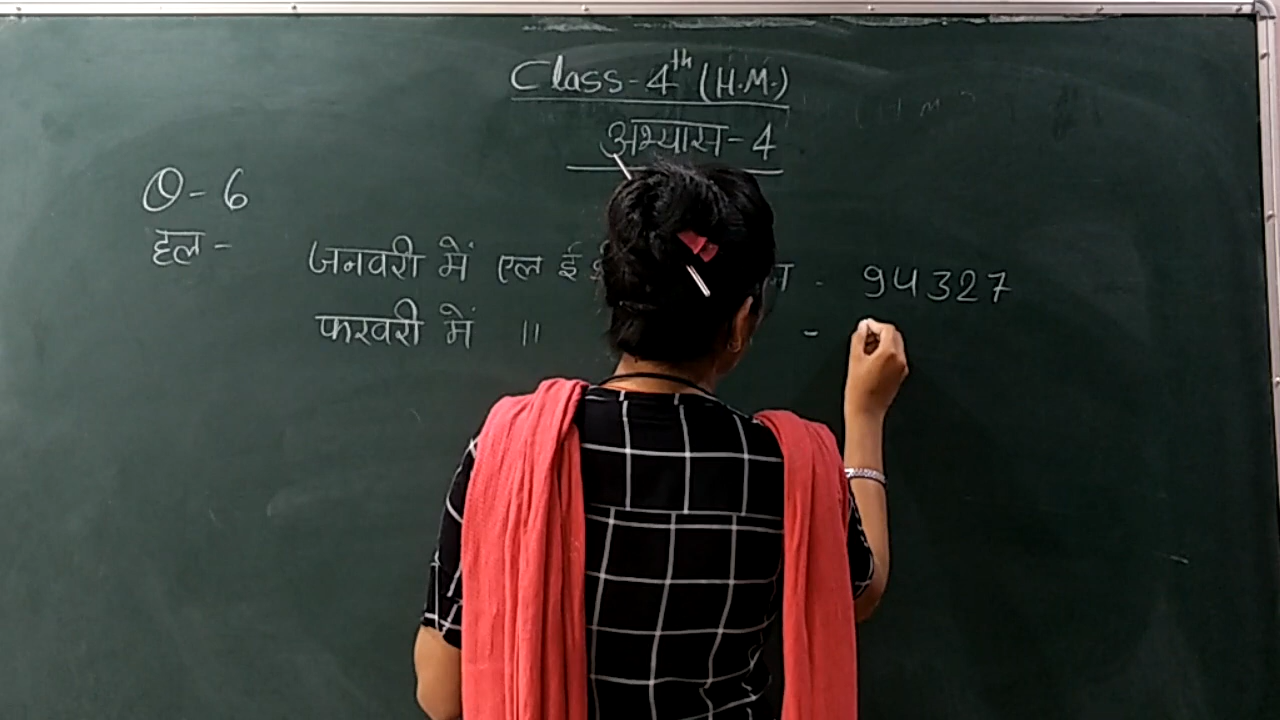 Class-4th (H.M.)
अभ्यास-4
Q-6
हल-
जनवरी में एल ई - 94327
फरवरी में " -